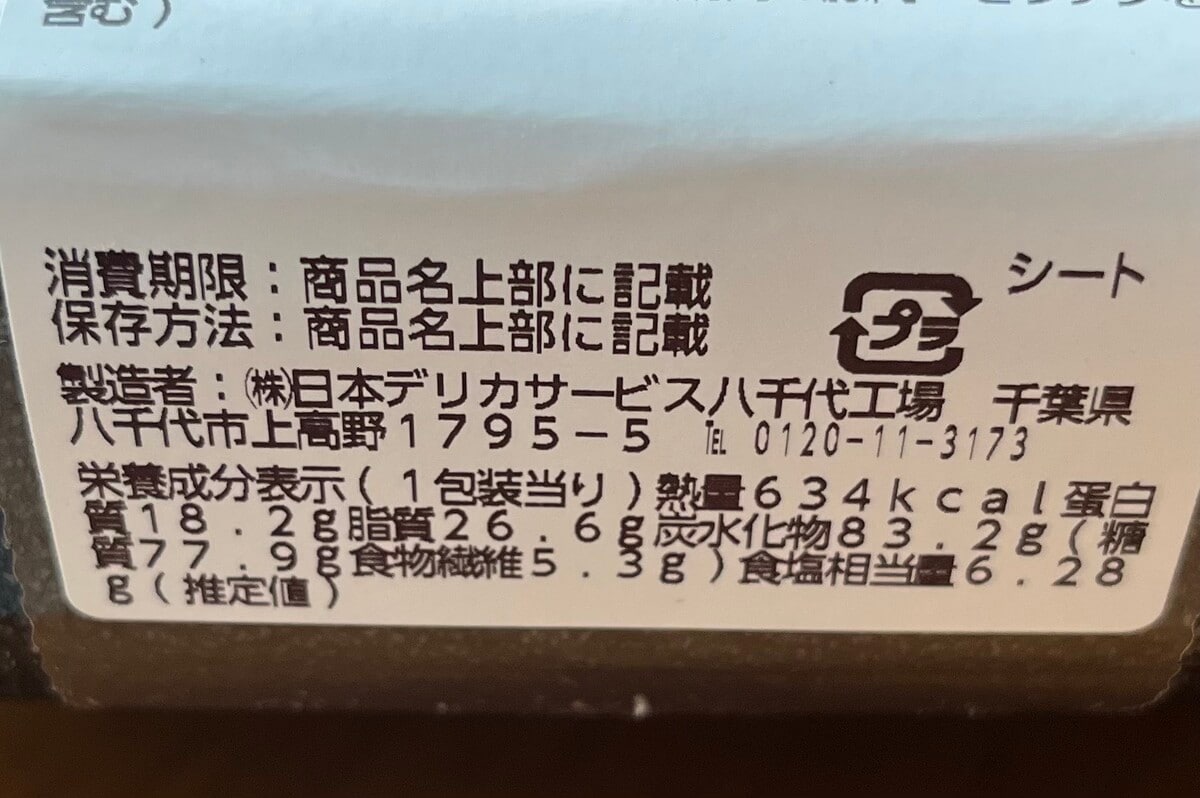 含む)
シート
消費期限:商品名上部に記載
保存方法:商品名上部に記載
プラ
製造者:㈱日本デリカサービス八千代工場 千葉県
八千代市上高野1795-5 ℡ 0120-11-3173
栄養成分表示(1包装当り)熱量634kcal蛋白
質18.2g脂質26.6g炭水化物83.2g(糖
質77.9g食物繊維5.3g)食塩相当量6.28
g(推定値)